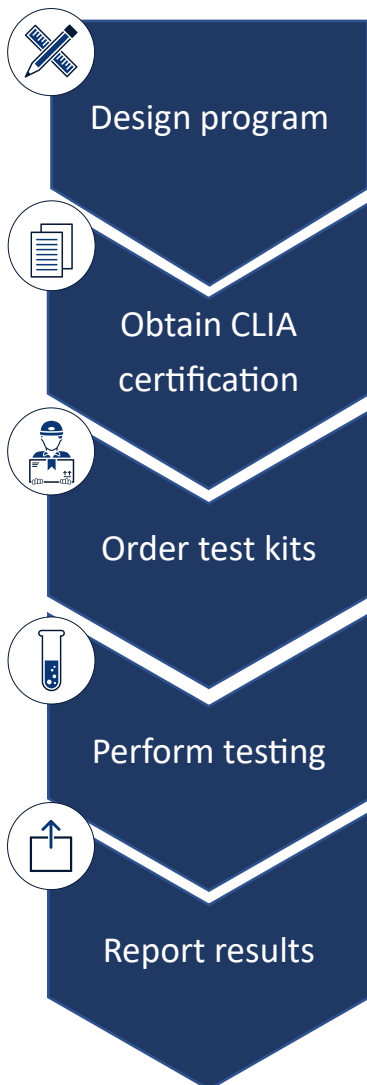 Design program
Obtain CLIA
certification
Order test kits
Perform testing
Report results